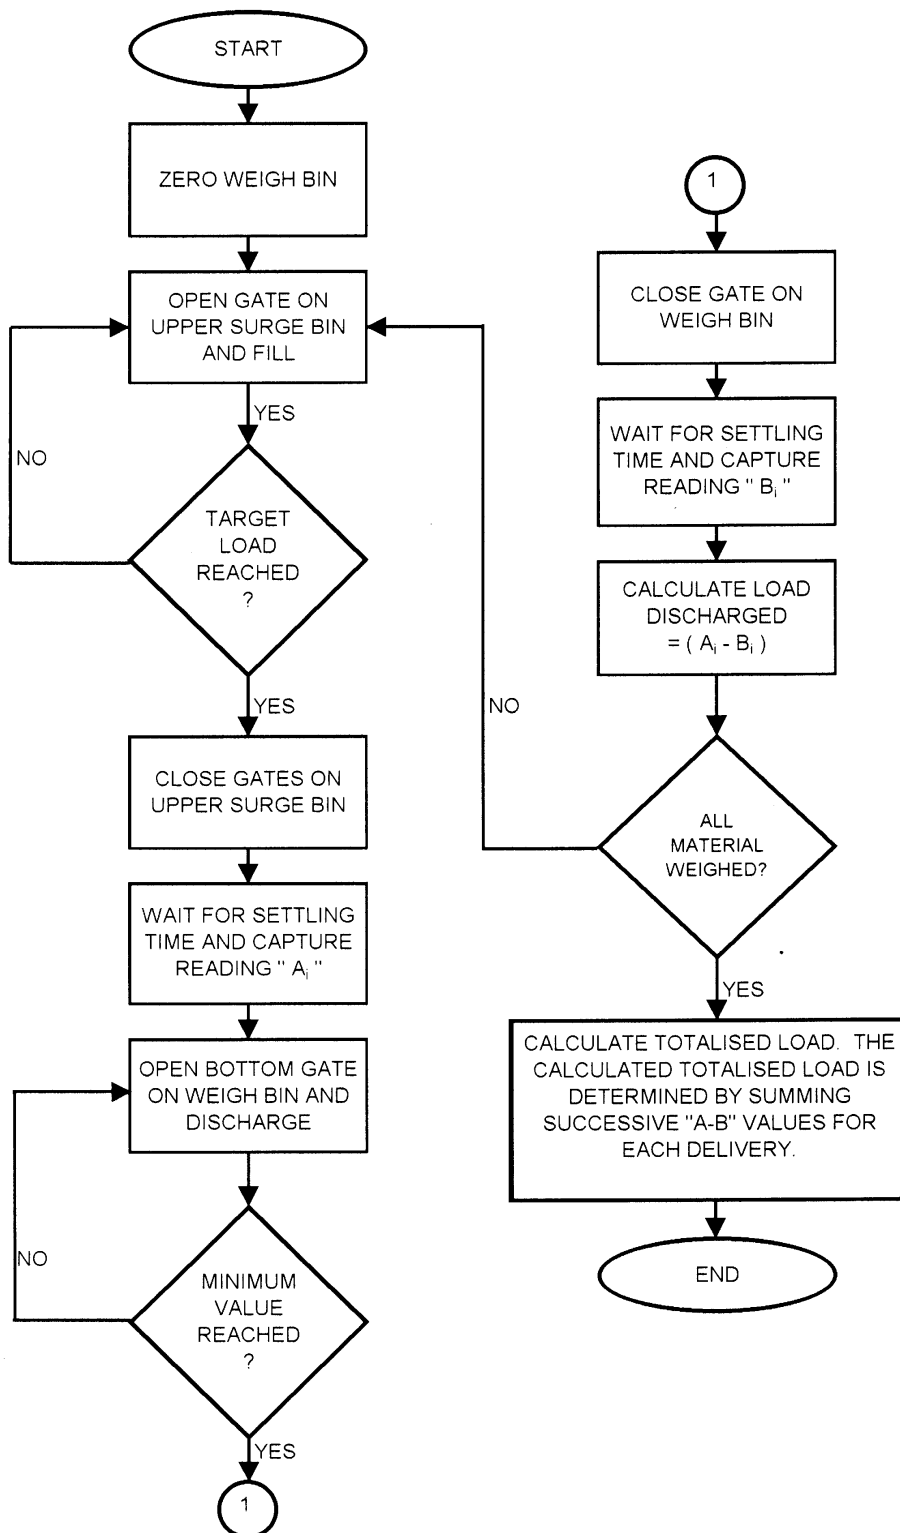 START
ZERO WEIGH BIN
OPEN GATE ON
UPPER SURGE BIN
AND FILL
YES
NO
TARGET
LOAD
REACHED
?
YES
CLOSE GATES ON
UPPER SURGE BIN
WAIT FOR SETTLING
TIME AND CAPTURE
READING " Ai "
OPEN BOTTOM GATE
ON WEIGH BIN AND
DISCHARGE
NO
MINIMUM
VALUE
REACHED
?
YES
1
1
CLOSE GATE ON
WEIGH BIN
WAIT FOR SETTLING
TIME AND CAPTURE
READING " Bi "
CALCULATE LOAD
DISCHARGED
= ( Ai - Bi )
NO
ALL
MATERIAL
WEIGHED?
YES
CALCULATE TOTALISED LOAD. THE
CALCULATED TOTALISED LOAD IS
DETERMINED BY SUMMING
SUCCESSIVE "A-B" VALUES FOR
EACH DELIVERY.
END